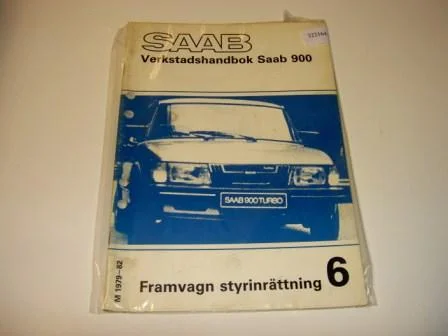 SAAB
Verkstadshandbok Saab 900
SAAB 900 TURBO
M 1979-82
Framvagn styrinrättning 6